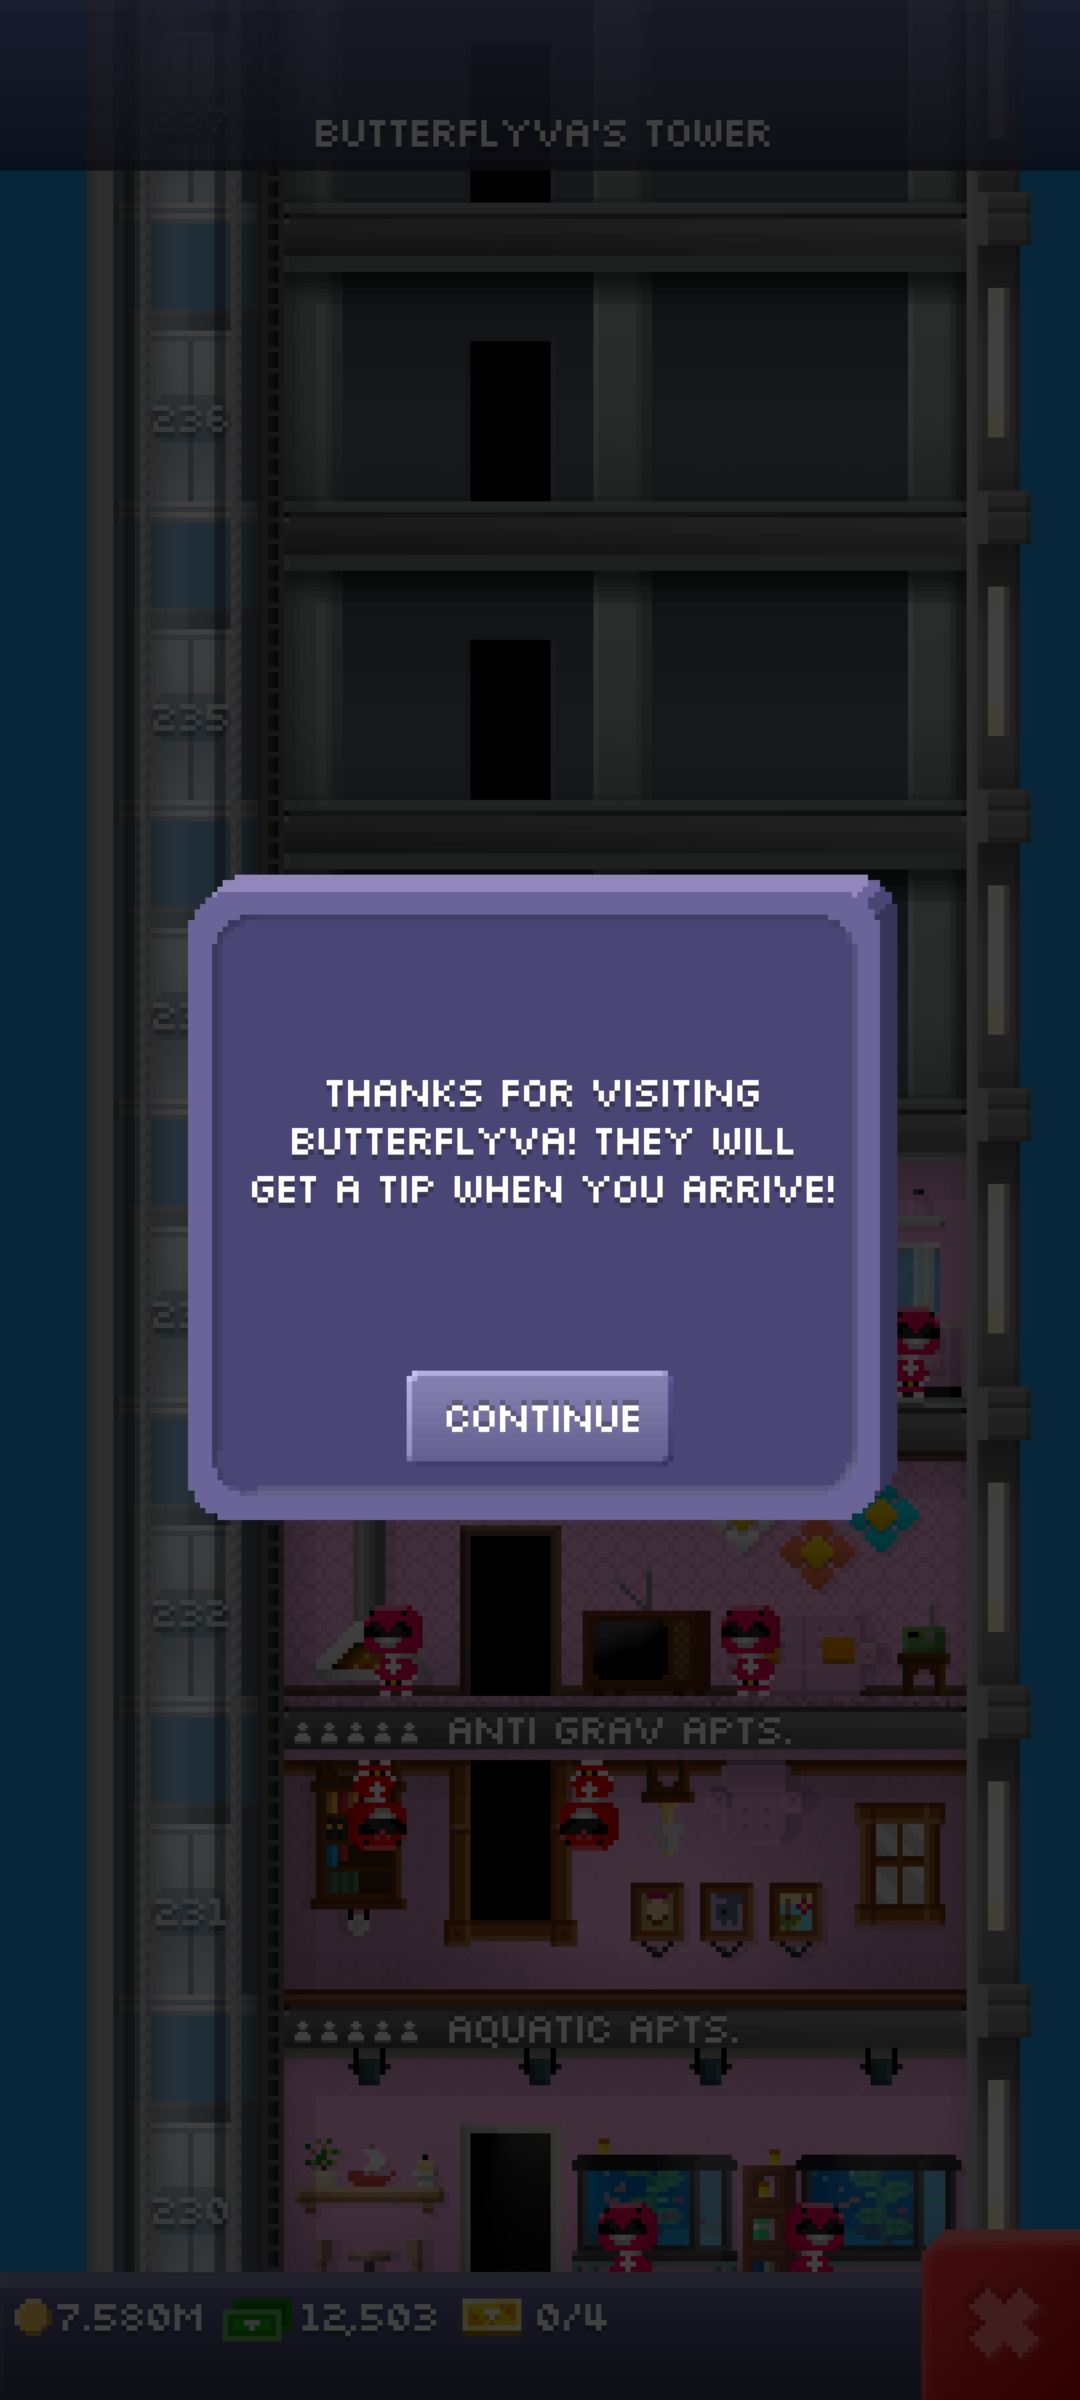 BUTTERFLYVA'S TOWER
236
235
THANKS FOR VISITING
BUTTERFLYVA! THEY WILL
GET A TIP WHEN YOU ARRIVE!
CONTINUE
232
ANTI GRAV APTS.
231
AQUATIC APTS.
230
7.580M 12,503 0/4